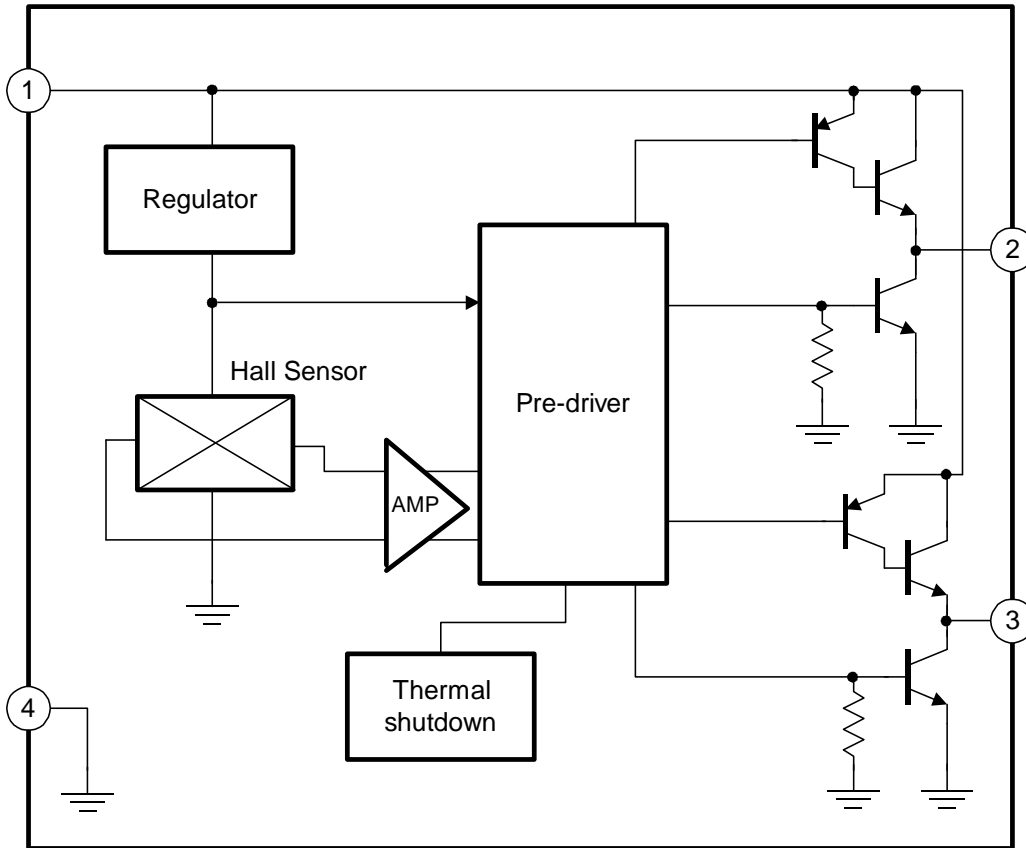 1
Regulator
2
Hall Sensor
Pre-driver
AMP
3
Thermal
shutdown
4